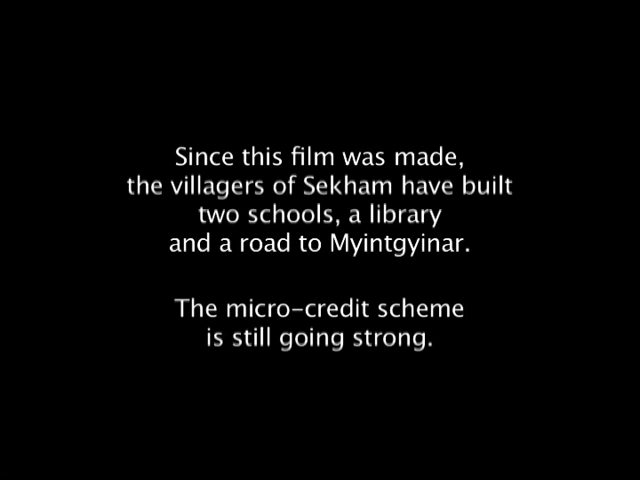 Since this film was made,
the villagers of Sekham have built
two schools, a library
and a road to Myintgyinar.
The micro-credit scheme
is still going strong.